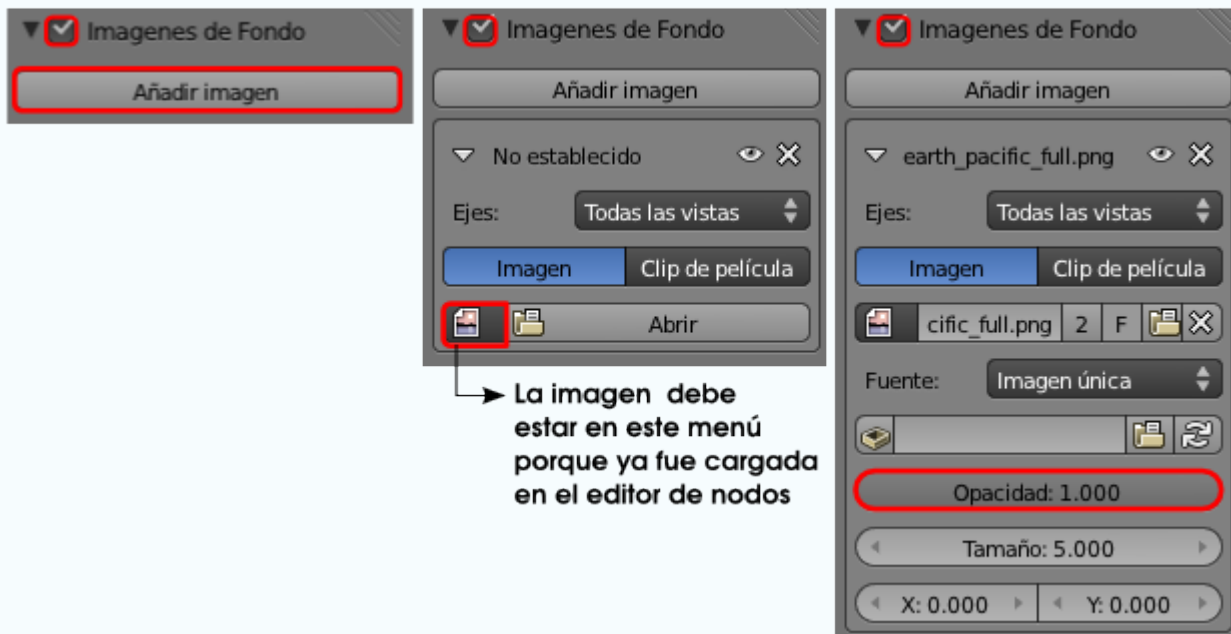 Imagenes de Fondo
Añadir imagen
Imagenes de Fondo
Añadir imagen
No establecido
Ejes: Todas las vistas
Imagen Clip de película
Abrir
La imagen debe
estar en este menú
porque ya fue cargada
en el editor de nodos
Imagenes de Fondo
Añadir imagen
earth_pacific_full.png
Ejes: Todas las vistas
Imagen Clip de película
cific_full.png 2 F
Fuente: Imagen única
Opacidad: 1.000
Tamaño: 5.000
X: 0.000 Y: 0.000